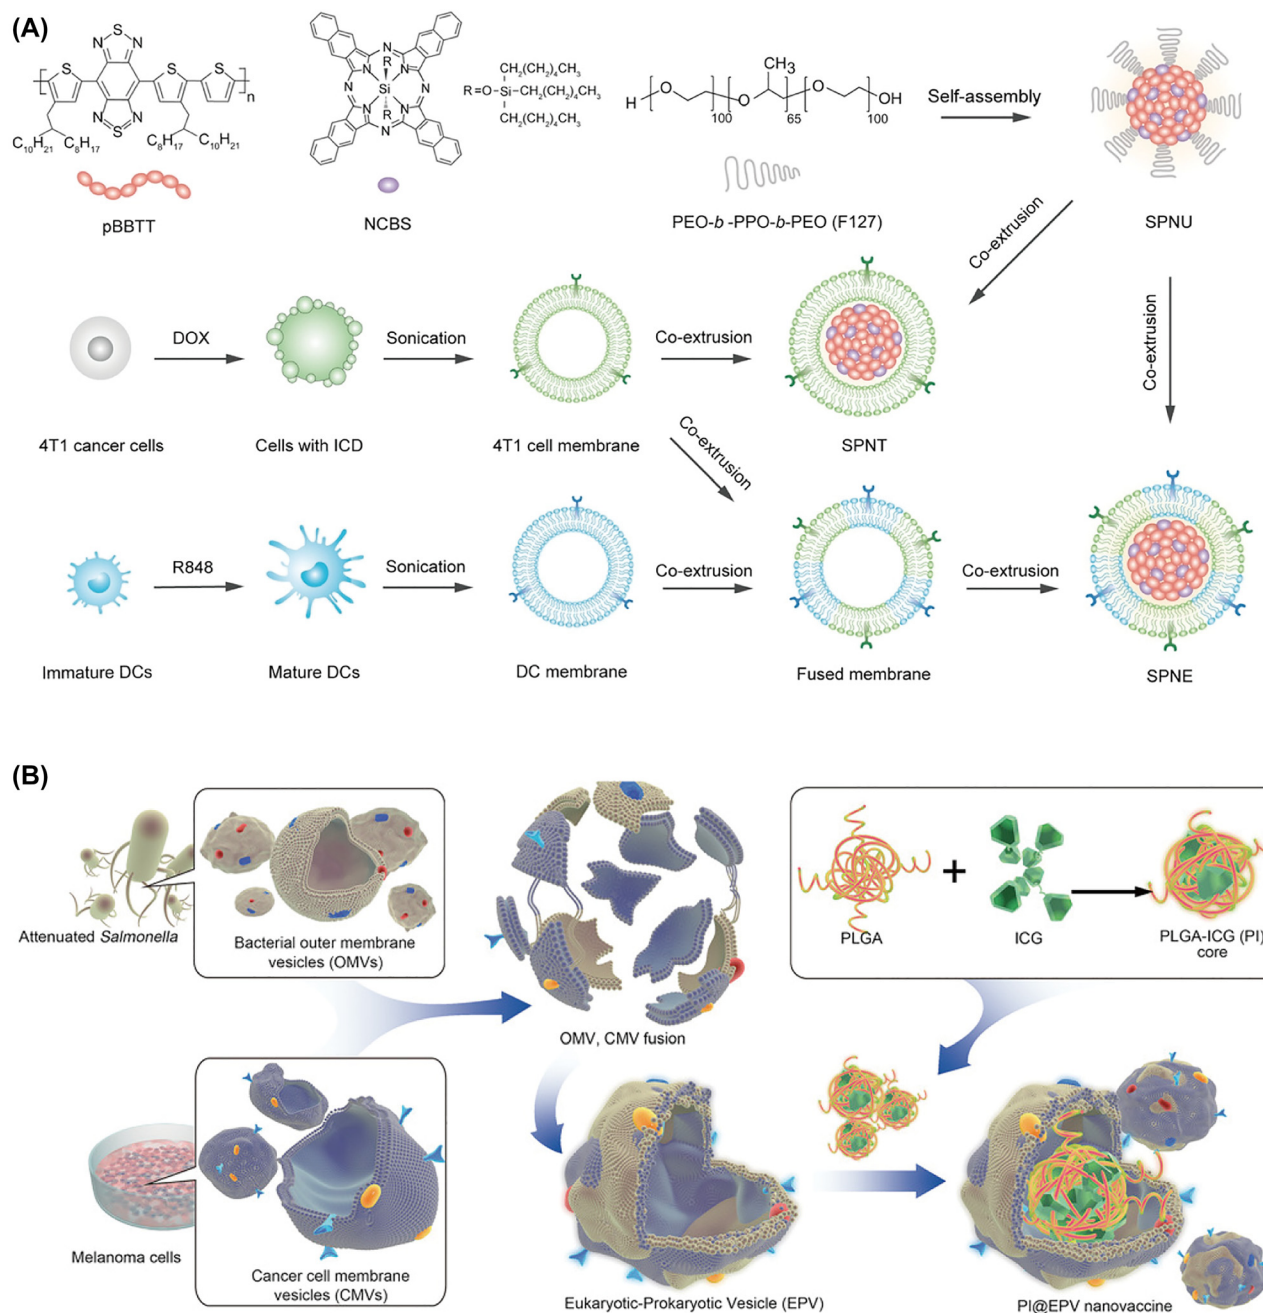 (A)
S
N N
S S S
[ ]n
N N
S
C10H21 C8H17 C8H17 C10H21
pBBTT
N R N
N N
N Si N
N N
N R N
NCBS
CH2(CH2)4CH3
R=O–Si–CH2(CH2)4CH3
CH2(CH2)4CH3
CH3
H O 100 O 65 O 100 OH
PEO-b -PPO-b-PEO (F127)
Self-assembly
SPNU
Co-extrusion
Co-extrusion
DOX
Sonication
Co-extrusion
4T1 cancer cells
Cells with ICD
4T1 cell membrane
SPNT
Co-extrusion
R848
Sonication
Co-extrusion
Co-extrusion
Immature DCs
Mature DCs
DC membrane
Fused membrane
SPNE
(B)
Attenuated Salmonella
Bacterial outer membrane
vesicles (OMVs)
OMV, CMV fusion
PLGA
+
ICG
PLGA-ICG (PI)
core
Melanoma cells
Cancer cell membrane
vesicles (CMVs)
Eukaryotic-Prokaryotic Vesicle (EPV)
PI@EPV nanovaccine